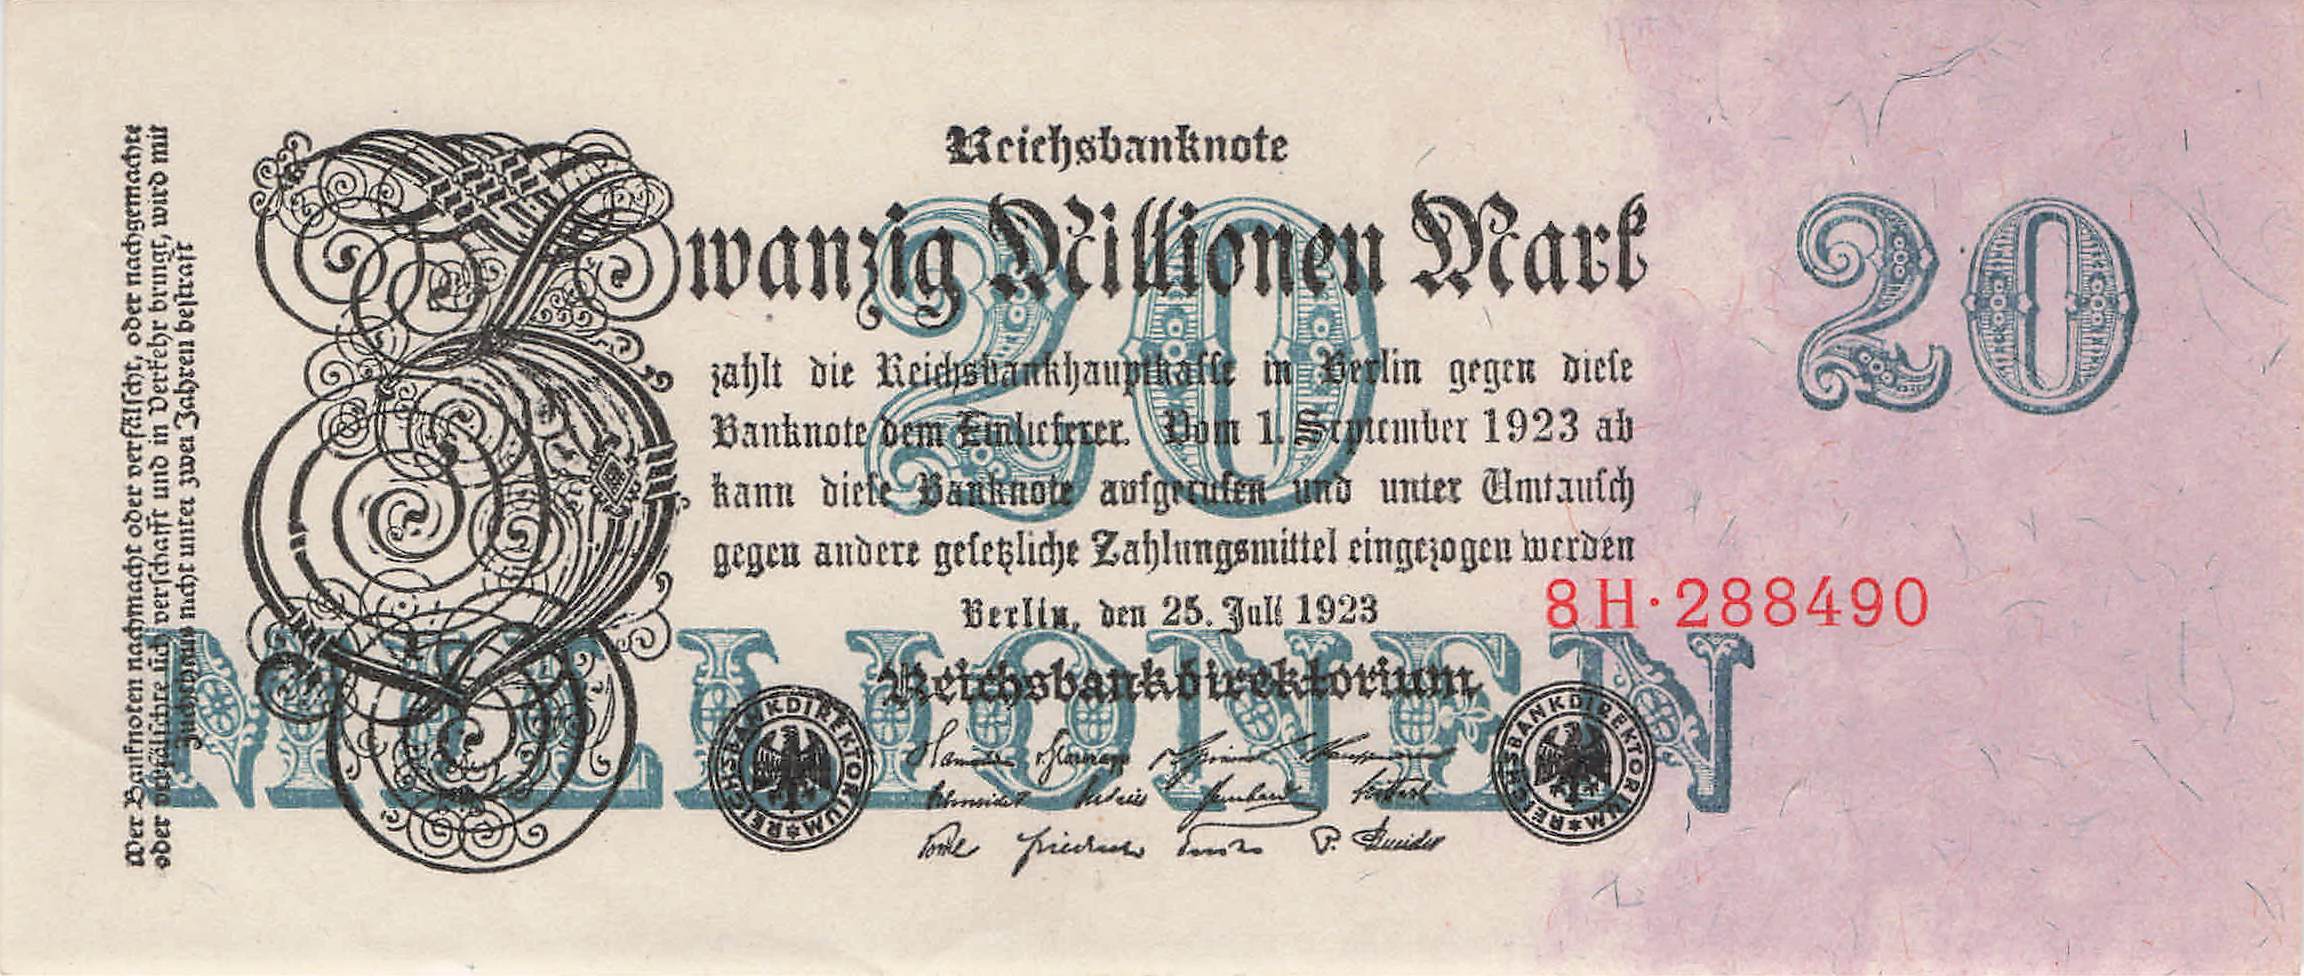 Reichsbanknote
Zwanzig Millionen Mark
20
20
zahlt die Reichsbankhauptkasse in Berlin gegen diese
Banknote dem Einlieferer. Vom 1. September 1923 ab
kann diese Banknote aufgerufen und unter Umtausch
gegen andere gesetzliche Zahlungsmittel eingezogen werden
Berlin, den 25. Juli 1923
8H·288490
MILLIONEN
Reichsbankdirektorium
REICHSBANKDIREKTORIUM
REICHSBANKDIREKTORIUM
Wer Banknoten nachmacht oder verfälscht, oder nachgemachte
oder verfälschte sich verschafft und in Verkehr bringt, wird mit
Zuchthaus nicht unter zwei Jahren bestraft